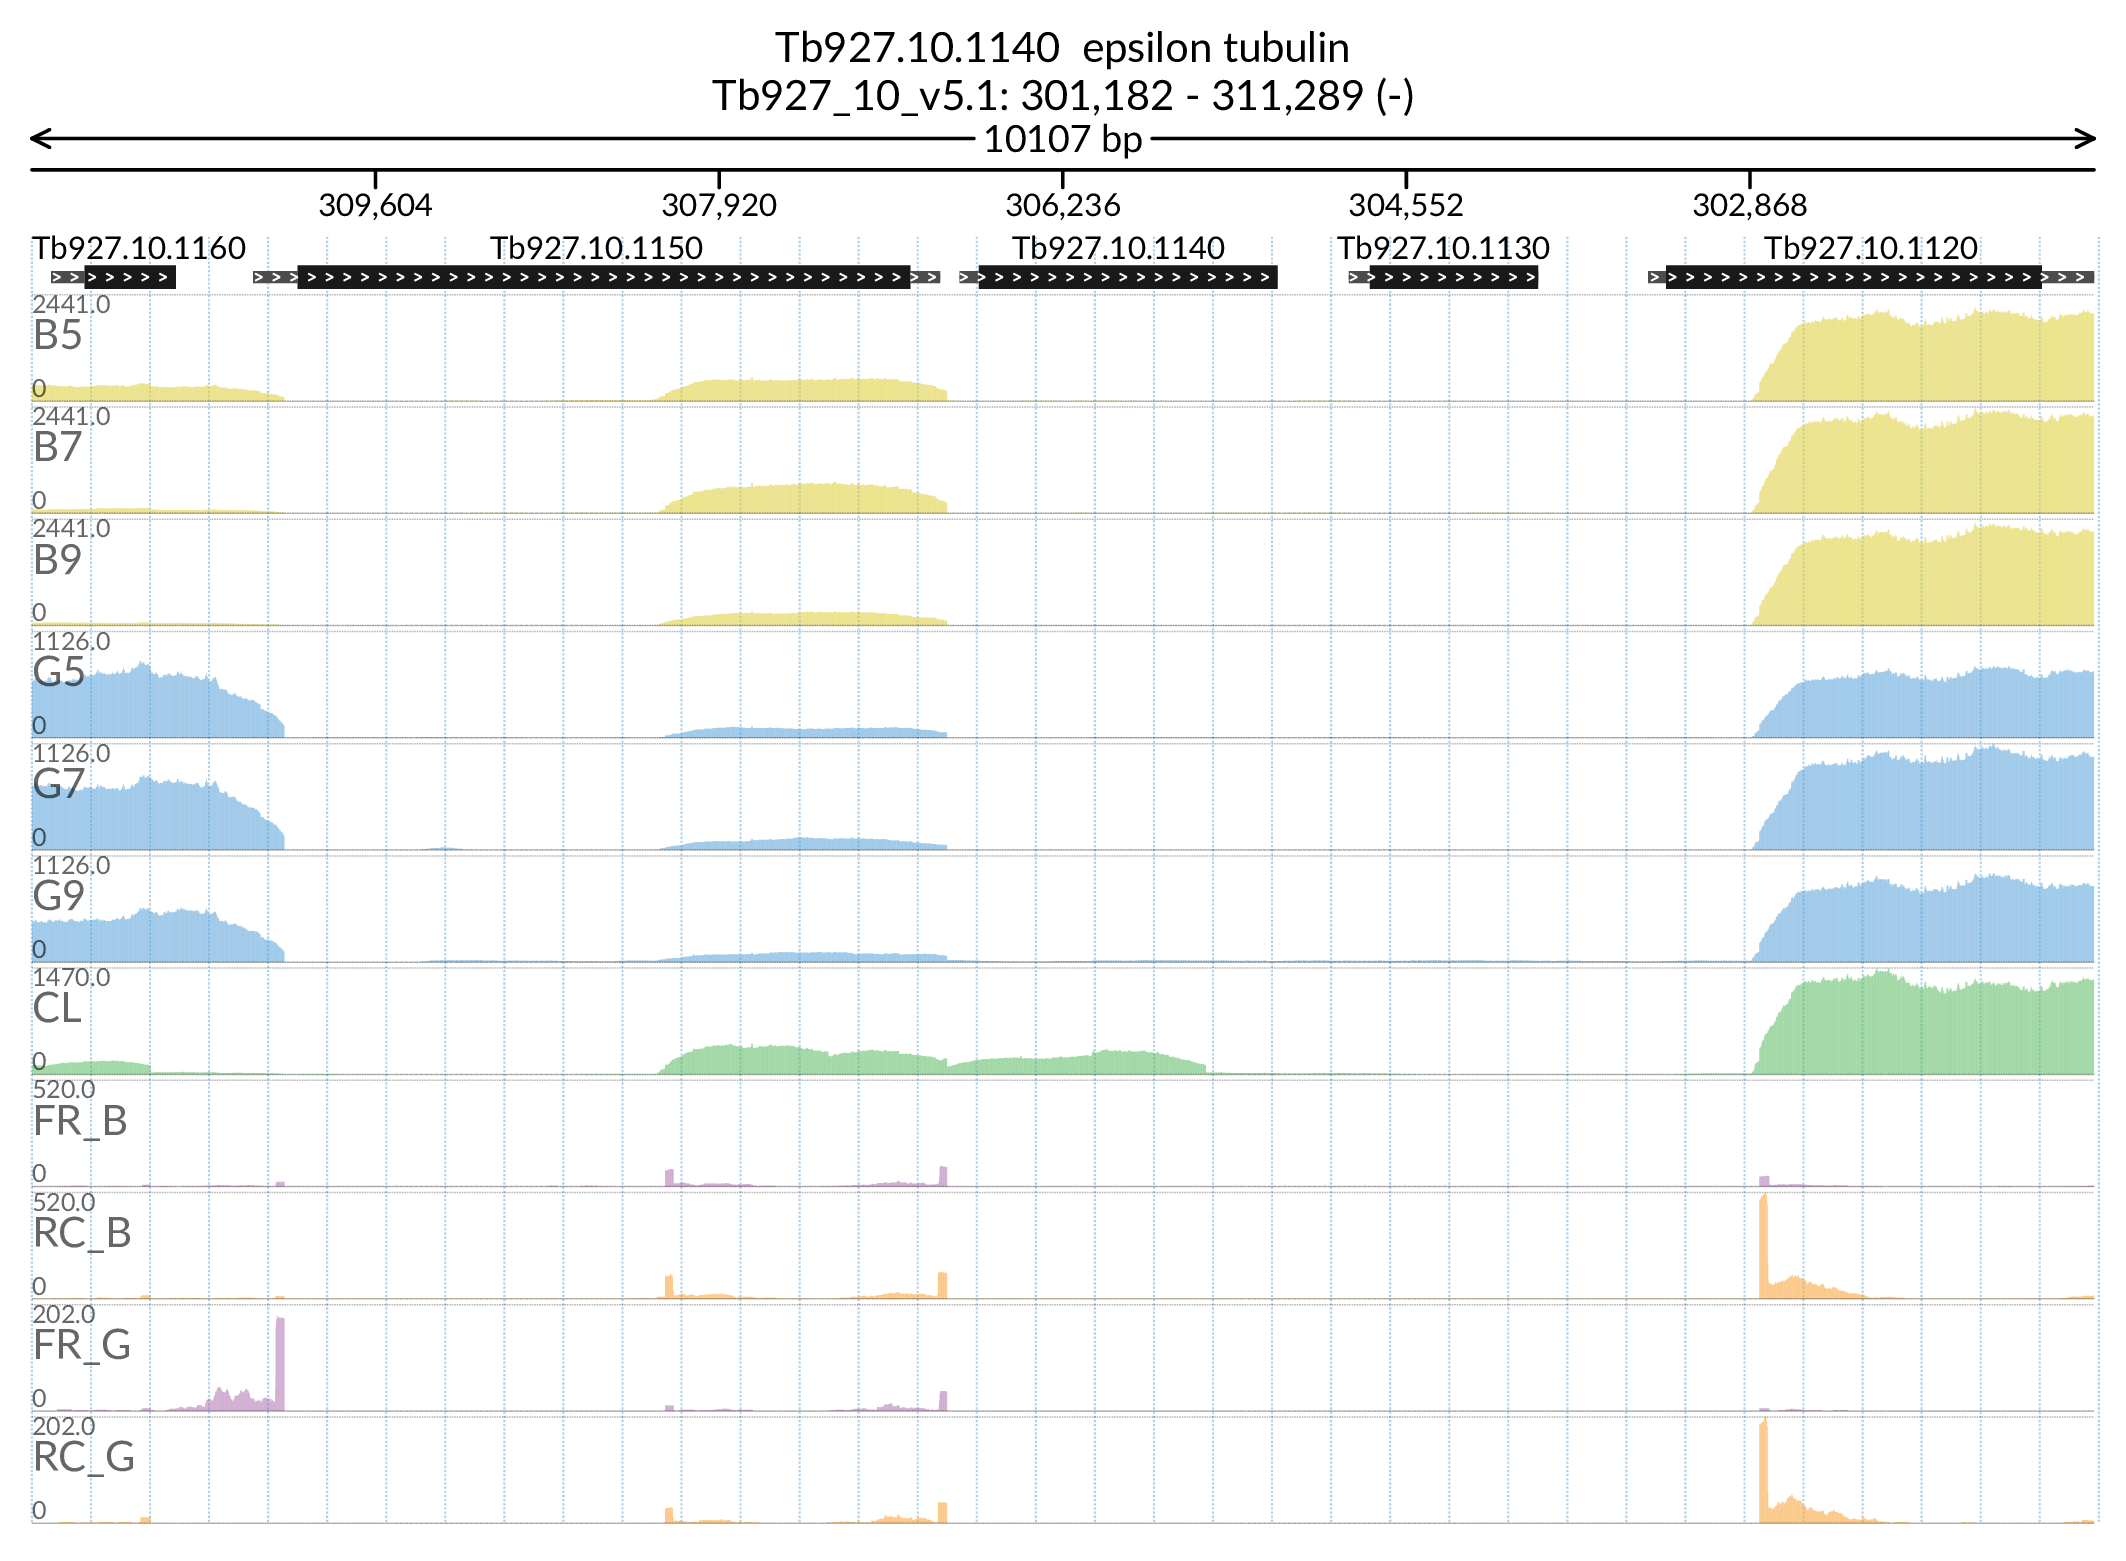 Tb927.10.1140  epsilon tubulin
Tb927_10_v5.1: 301,182 - 311,289 (-)
10107 bp
309,604 307,920 306,236 304,552 302,868
Tb927.10.1160 Tb927.10.1150 Tb927.10.1140 Tb927.10.1130 Tb927.10.1120
2441.0
B5
0
2441.0
B7
0
2441.0
B9
0
1126.0
G5
0
1126.0
G7
0
1126.0
G9
0
1470.0
CL
0
520.0
FR_B
0
520.0
RC_B
0
202.0
FR_G
0
202.0
RC_G
0